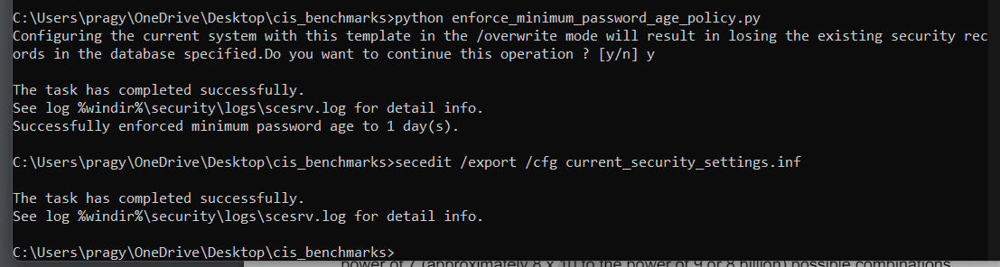 C:\Users\pragy\OneDrive\Desktop\cis_benchmarks>python enforce_minimum_password_age_policy.py
Configuring the current system with this template in the /overwrite mode will result in losing the existing security rec
ords in the database specified.Do you want to continue this operation ? [y/n] y
The task has completed successfully.
See log %windir%\security\logs\scesrv.log for detail info.
Successfully enforced minimum password age to 1 day(s).
C:\Users\pragy\OneDrive\Desktop\cis_benchmarks>secedit /export /cfg current_security_settings.inf
The task has completed successfully.
See log %windir%\security\logs\scesrv.log for detail info.
C:\Users\pragy\OneDrive\Desktop\cis_benchmarks>
power of 7 (approximately 8 x 10 to the power of 9 or 8 billion) possible combinations